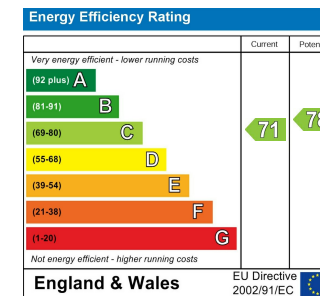 Energy Efficiency Rating
Current
Very energy efficient - lower running costs
(92 plus) A
(81-91) B
(69-80) C
71
(55-68) D
(39-54) E
(21-38) F
(1-20) G
Not energy efficient - higher running costs
England & Wales
EU Directive
2002/91/EC